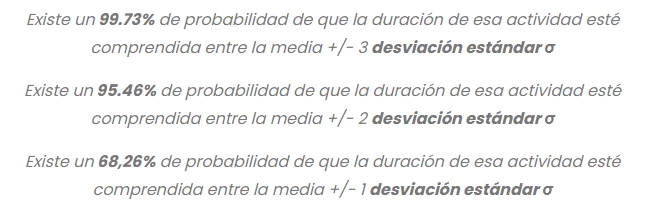 Existe un 99.73% de probabilidad de que la duración de esa actividad esté
comprendida entre la media +/- 3 desviación estándar σ
Existe un 95.46% de probabilidad de que la duración de esa actividad esté
comprendida entre la media +/- 2 desviación estándar σ
Existe un 68,26% de probabilidad de que la duración de esa actividad esté
comprendida entre la media +/- 1 desviación estándar σ